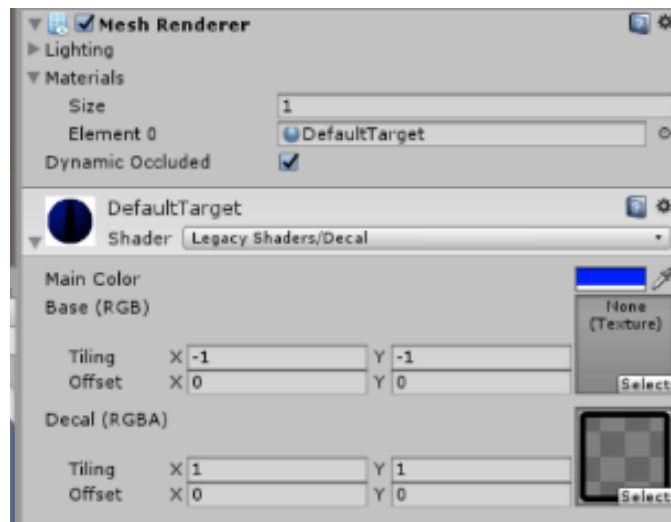 Mesh Renderer
Lighting
Materials
Size 1
Element 0 DefaultTarget
Dynamic Occluded
DefaultTarget
Shader Legacy Shaders/Decal
Main Color
Base (RGB) None
(Texture)
Tiling X -1 Y -1
Offset X 0 Y 0 Select
Decal (RGBA)
Tiling X 1 Y 1
Offset X 0 Y 0 Select